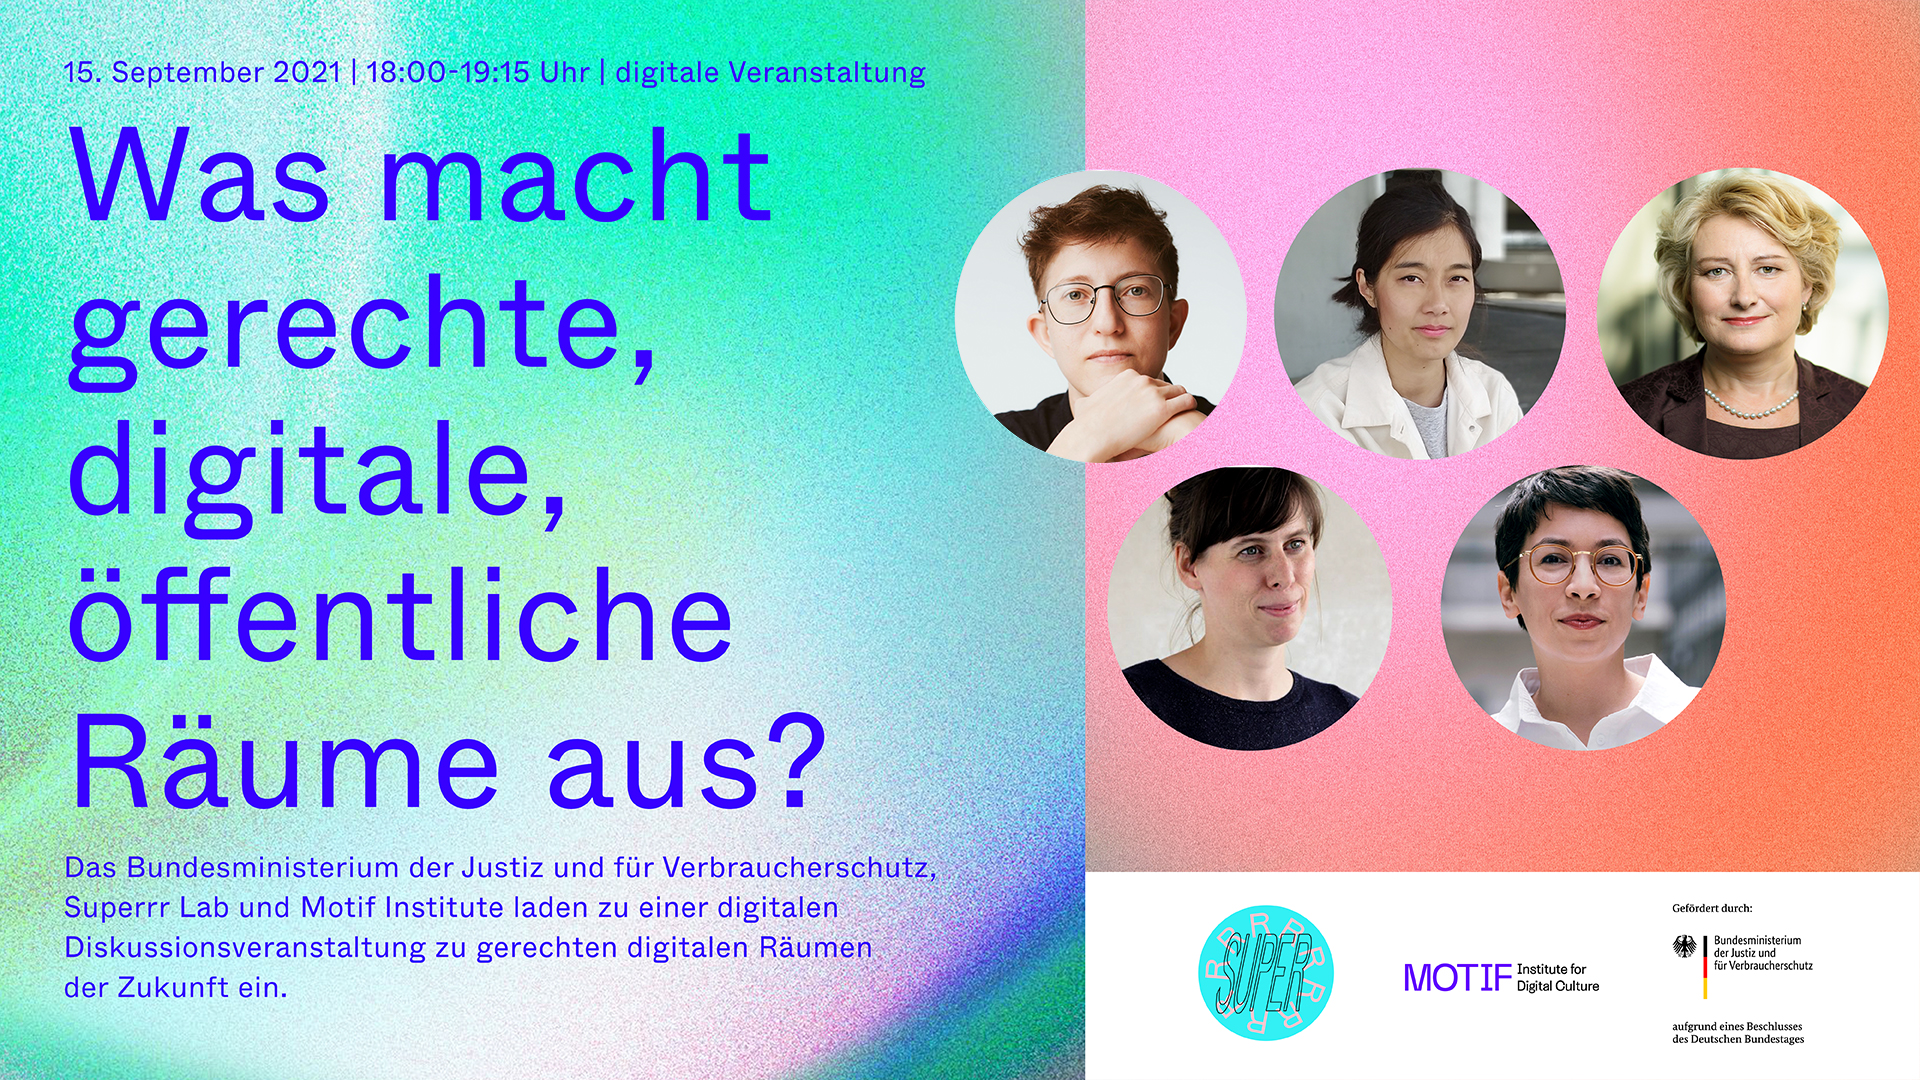 15. September 2021 | 18:00-19:15 Uhr | digitale Veranstaltung
Was macht
gerechte,
digitale,
öffentliche
Räume aus?
Das Bundesministerium der Justiz und für Verbraucherschutz,
Superrr Lab und Motif Institute laden zu einer digitalen
Diskussionsveranstaltung zu gerechten digitalen Räumen
der Zukunft ein.
SUPER
R R R R R R R R R
MOTIF Institute for
Digital Culture
Gefördert durch:
Bundesministerium
der Justiz und
für Verbraucherschutz
aufgrund eines Beschlusses
des Deutschen Bundestages